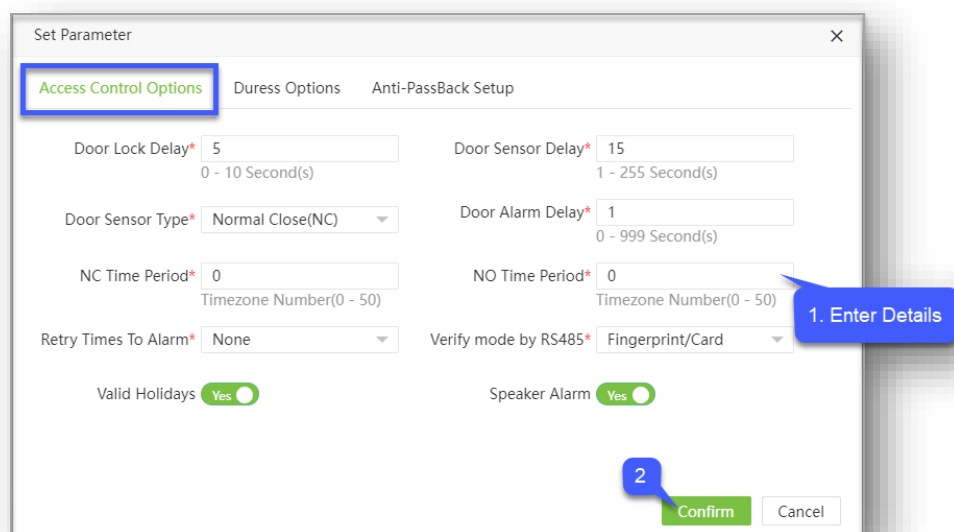 Set Parameter
Access Control Options Duress Options Anti-PassBack Setup
Door Lock Delay* 5 Door Sensor Delay* 15
0 - 10 Second(s) 1 - 255 Second(s)
Door Sensor Type* Normal Close(NC) Door Alarm Delay* 1
0 - 999 Second(s)
NC Time Period* 0 NO Time Period* 0
Timezone Number(0 - 50) Timezone Number(0 - 50)
1. Enter Details
Retry Times To Alarm* None Verify mode by RS485* Fingerprint/Card
Valid Holidays Yes Speaker Alarm Yes
2
Confirm Cancel